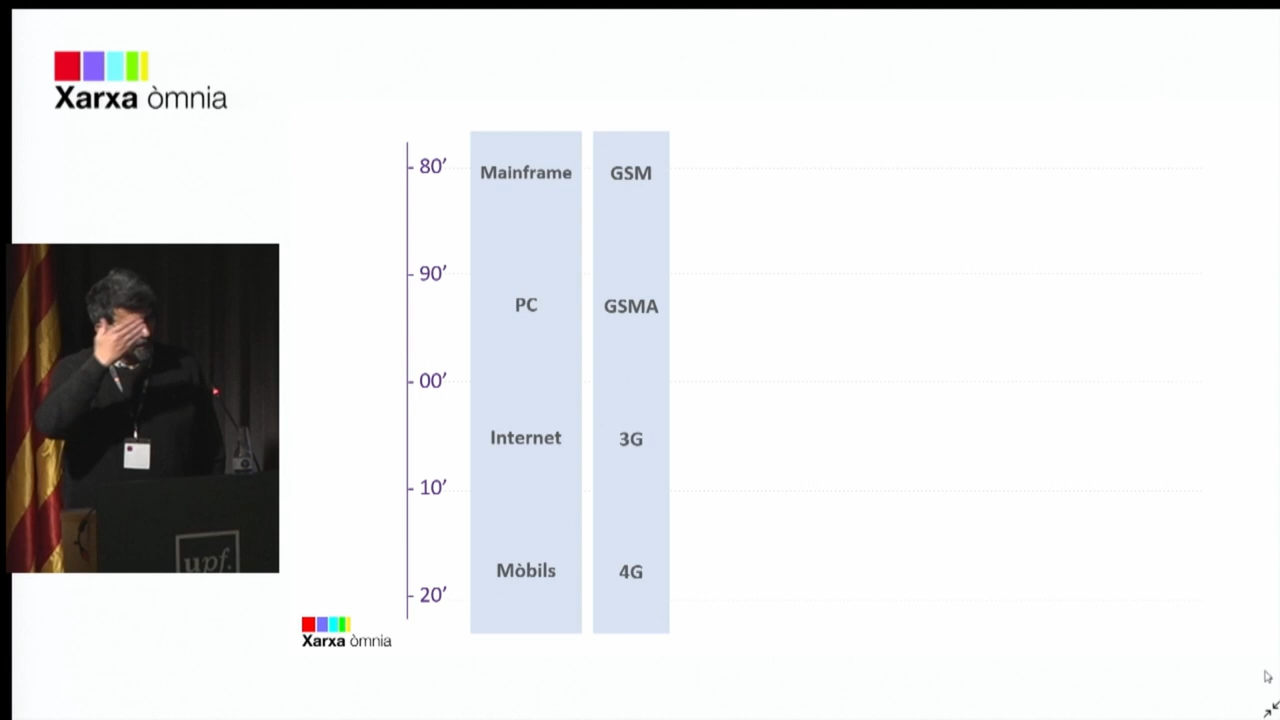 Xarxa òmnia
80’ Mainframe GSM
90’ PC GSMA
00’
Internet 3G
10’
Mòbils 4G
20’
upf.
Xarxa òmnia